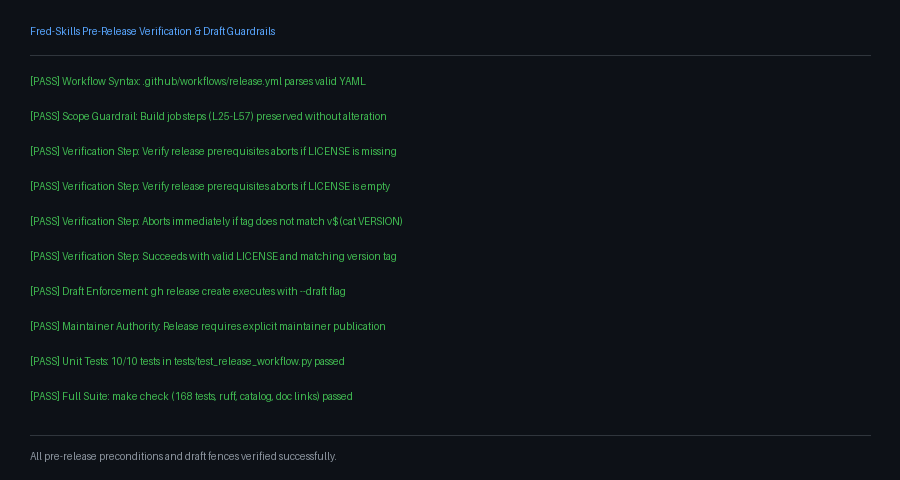 Fred-Skills Pre-Release Verification & Draft Guardrails
[PASS] Workflow Syntax: .github/workflows/release.yml parses valid YAML
[PASS] Scope Guardrail: Build job steps (L25-L57) preserved without alteration
[PASS] Verification Step: Verify release prerequisites aborts if LICENSE is missing
[PASS] Verification Step: Verify release prerequisites aborts if LICENSE is empty
[PASS] Verification Step: Aborts immediately if tag does not match v$(cat VERSION)
[PASS] Verification Step: Succeeds with valid LICENSE and matching version tag
[PASS] Draft Enforcement: gh release create executes with --draft flag
[PASS] Maintainer Authority: Release requires explicit maintainer publication
[PASS] Unit Tests: 10/10 tests in tests/test_release_workflow.py passed
[PASS] Full Suite: make check (168 tests, ruff, catalog, doc links) passed
All pre-release preconditions and draft fences verified successfully.